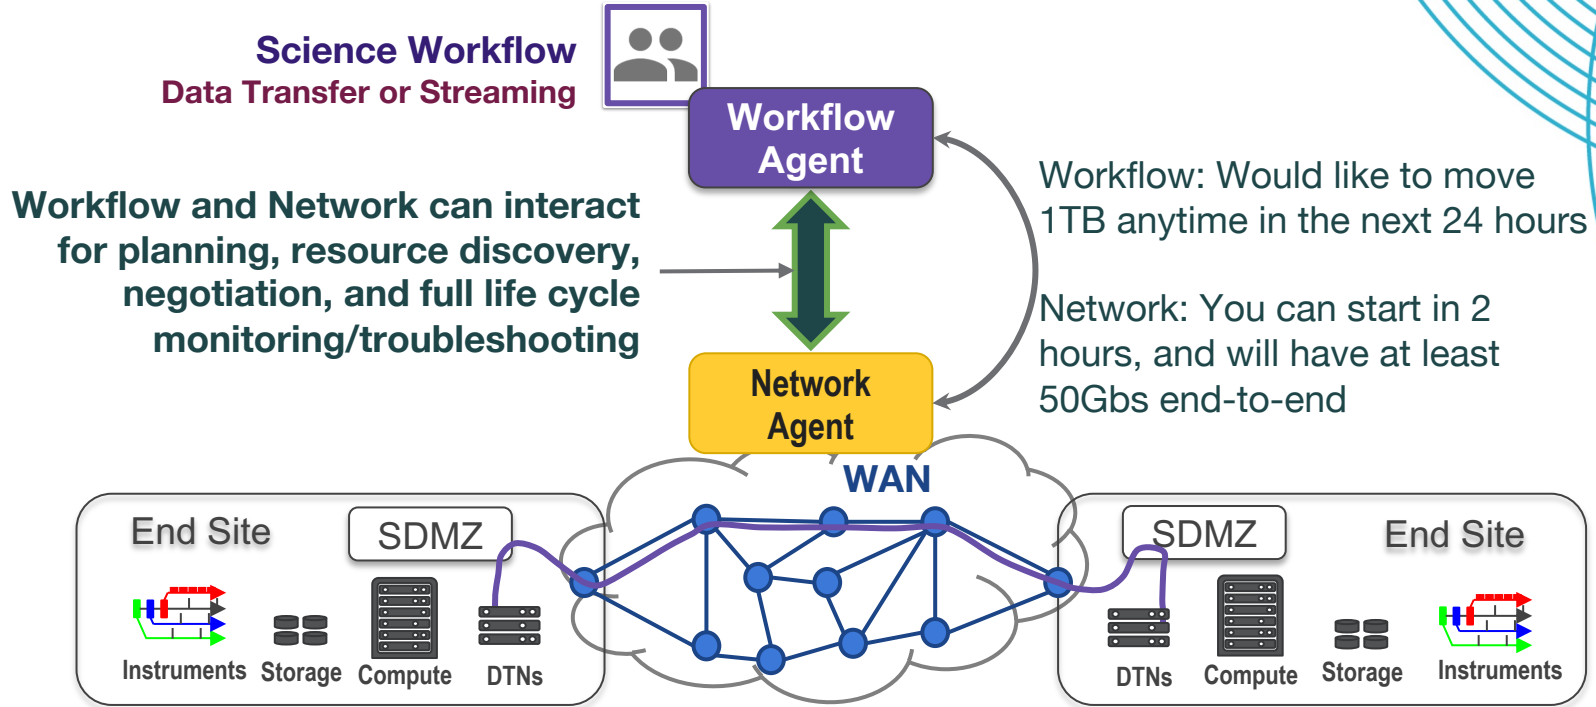 Science Workflow
Data Transfer or Streaming
Workflow
Agent
Workflow and Network can interact
for planning, resource discovery,
negotiation, and full life cycle
monitoring/troubleshooting
Workflow: Would like to move
1TB anytime in the next 24 hours
Network: You can start in 2
hours, and will have at least
50Gbs end-to-end
Network
Agent
WAN
End Site
SDMZ
Instruments
Storage
Compute
DTNs
SDMZ
End Site
DTNs
Compute
Storage
Instruments